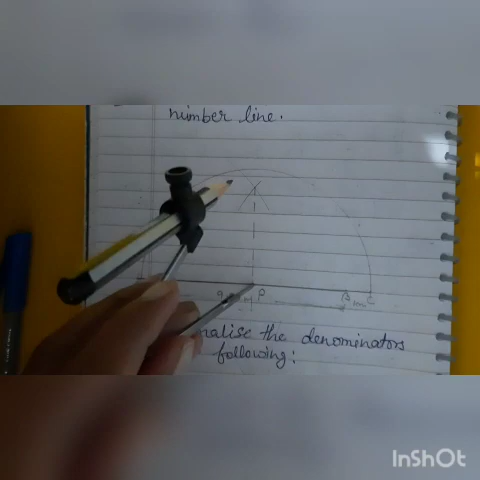 number line.
P
C
nalise the denominators
following:
InShOt